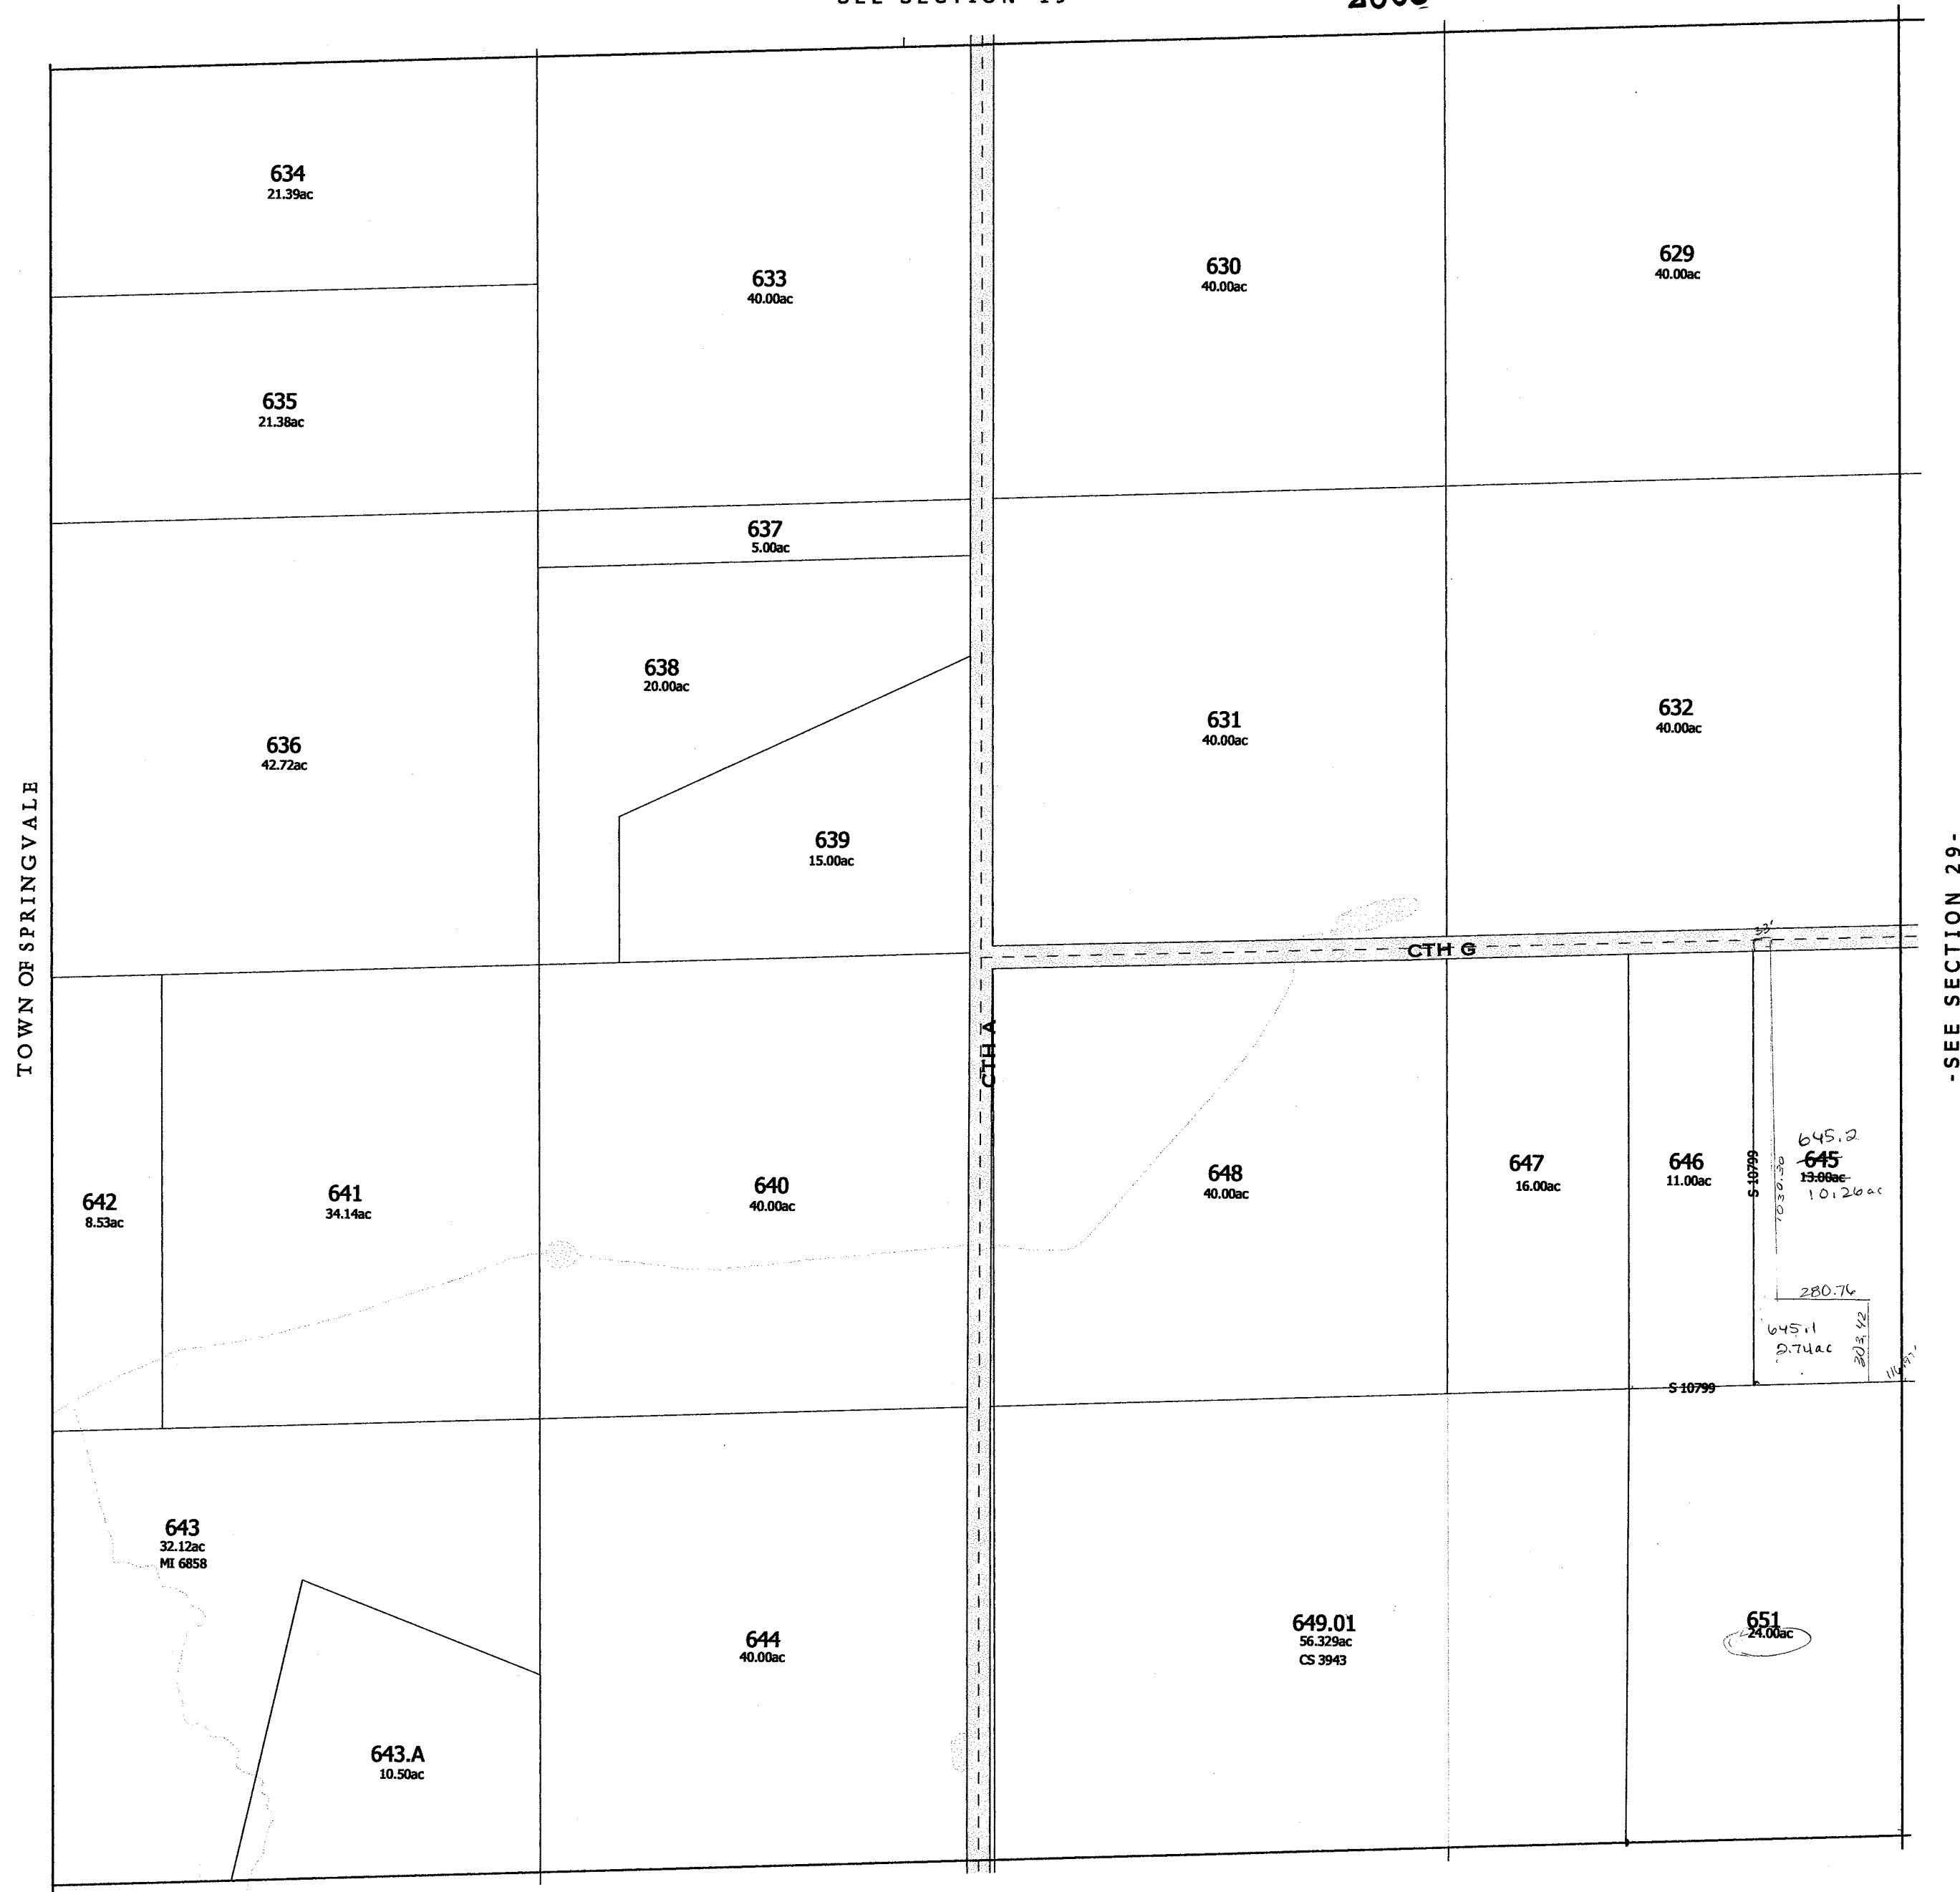 634
21.39ac
633
40.00ac
630
40.00ac
629
40.00ac
635
21.38ac
637
5.00ac
638
20.00ac
636
42.72ac
639
15.00ac
631
40.00ac
632
40.00ac
TOWN OF SPRINGVALE
-SEE SECTION 29-
33'
CTH G
CTH A
642
8.53ac
641
34.14ac
640
40.00ac
648
40.00ac
647
16.00ac
646
11.00ac
S 10799
1030.30
645.2
645
13.00ac
10.26ac
280.76
645.1
2.74ac
303.42
S 10799
643
32.12ac
MI 6858
643.A
10.50ac
644
40.00ac
649.01
56.329ac
CS 3943
651
24.00ac